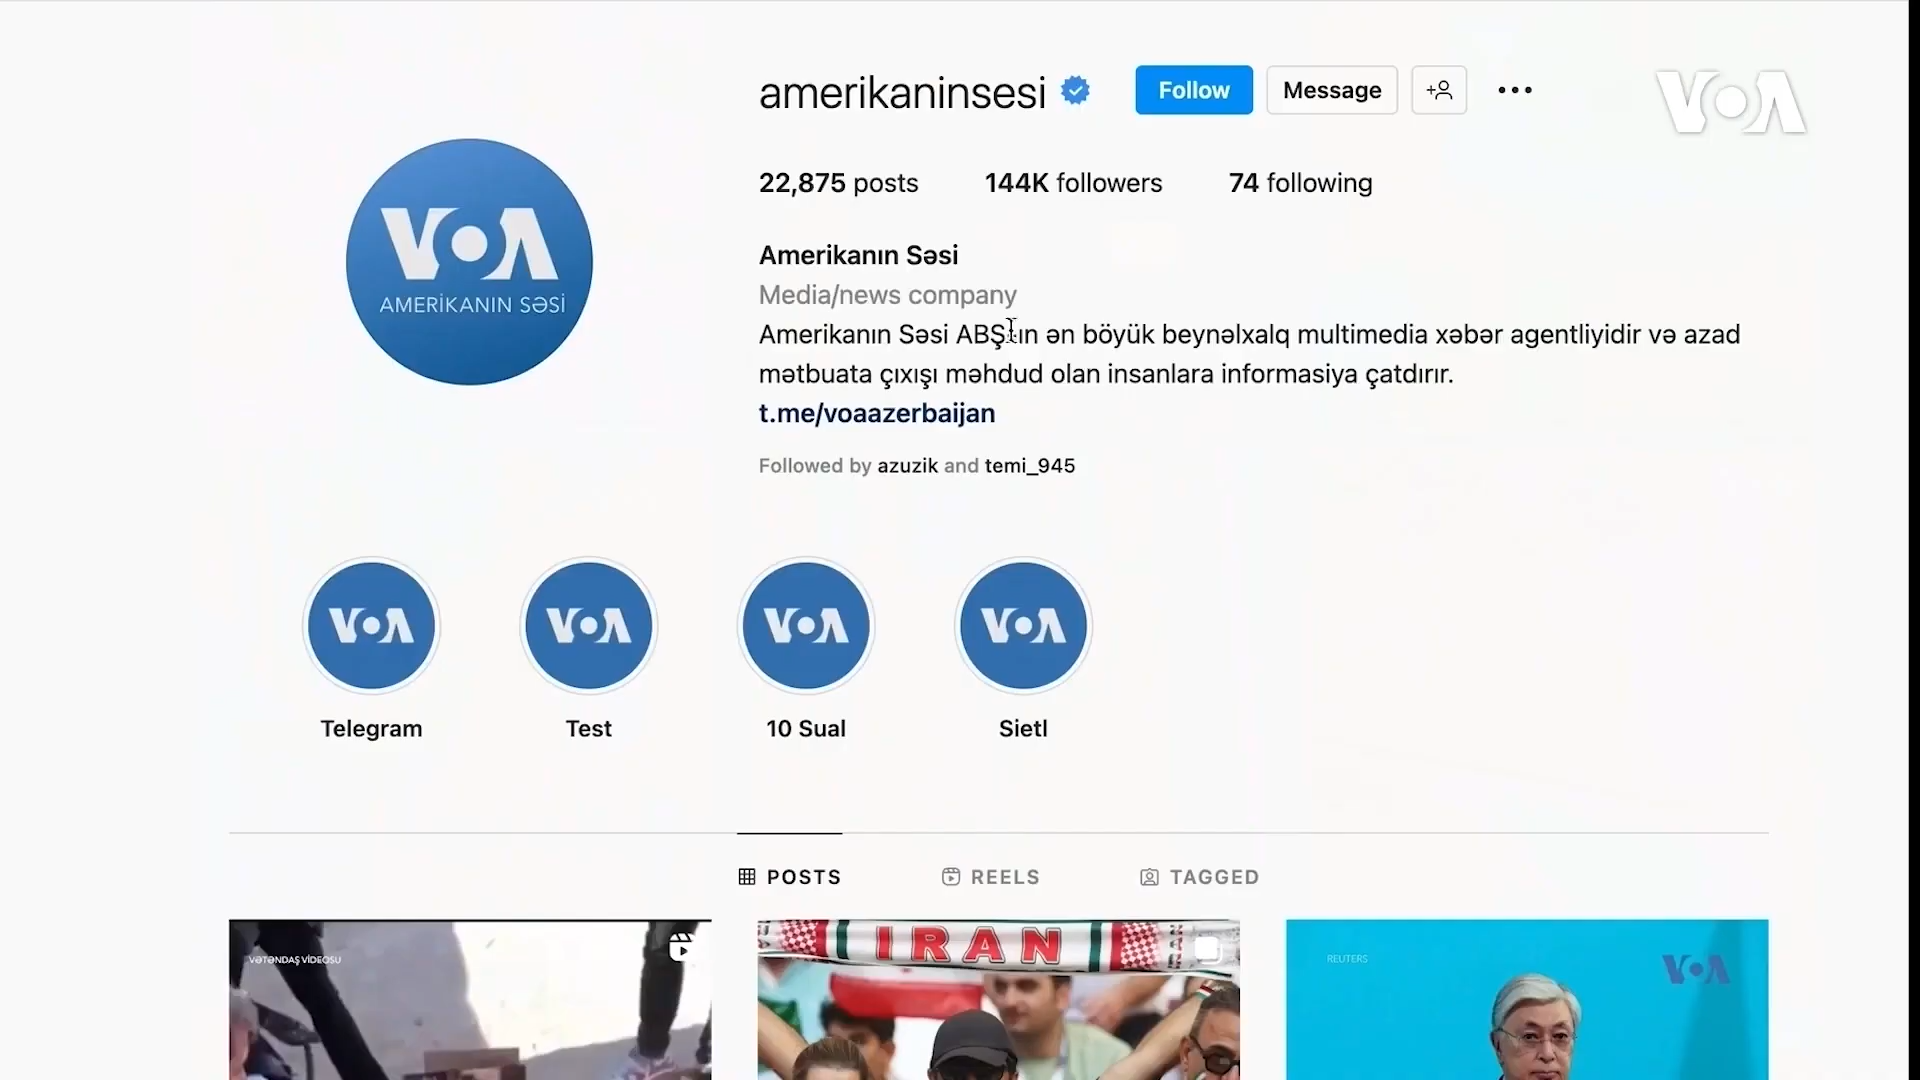 amerikaninsesi
Follow
Message
VOA
22,875 posts
144K followers
74 following
VOA
AMERİKANIN SƏSİ
Amerikanın Səsi
Media/news company
Amerikanın Səsi ABŞ-ın ən böyük beynəlxalq multimedia xəbər agentliyidir və azad
mətbuata çıxışı məhdud olan insanlara informasiya çatdırır.
t.me/voaazerbaijan
Followed by azuzik and temi_945
VOA
VOA
VOA
VOA
Telegram
Test
10 Sual
Sietl
POSTS
REELS
TAGGED
VƏTƏNDAŞ VİDEOSU
IRAN
REUTERS
VOA